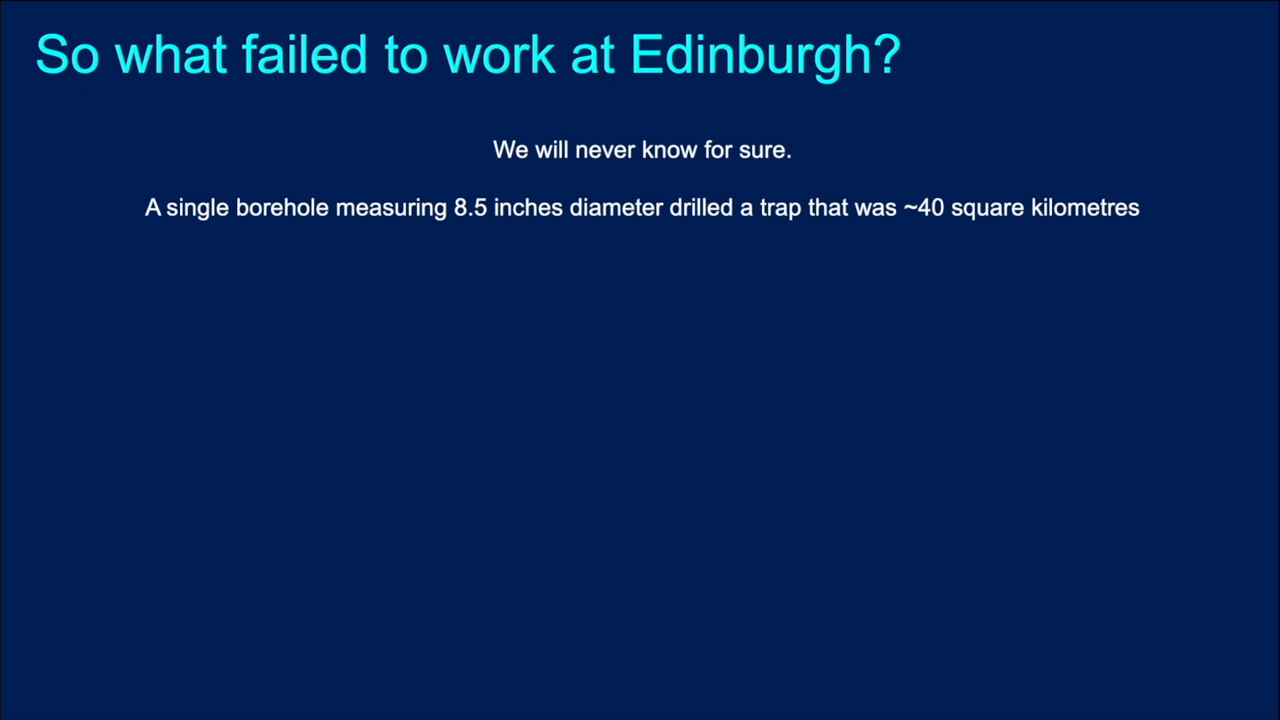 So what failed to work at Edinburgh?
We will never know for sure.
A single borehole measuring 8.5 inches diameter drilled a trap that was ~40 square kilometres